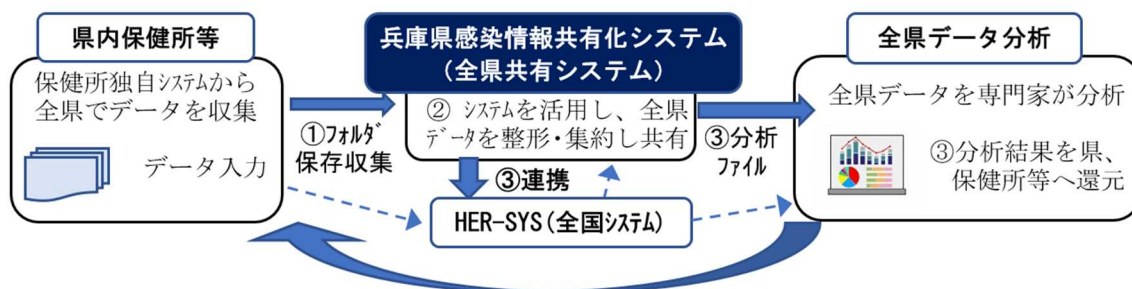 県内保健所等
保健所独自ｼｽﾃﾑから
全県でデータを収集
データ入力
①ﾌｫﾙﾀﾞ
保存収集
兵庫県感染情報共有化システム
(全県共有システム)
② ｼｽﾃﾑを活用し、全県
ﾃﾞｰﾀを整形・集約し共有
③連携
HER-SYS(全国ｼｽﾃﾑ)
③分析
ﾌｧｲﾙ
全県データ分析
全県データを専門家が分析
③分析結果を県、
保健所等へ還元